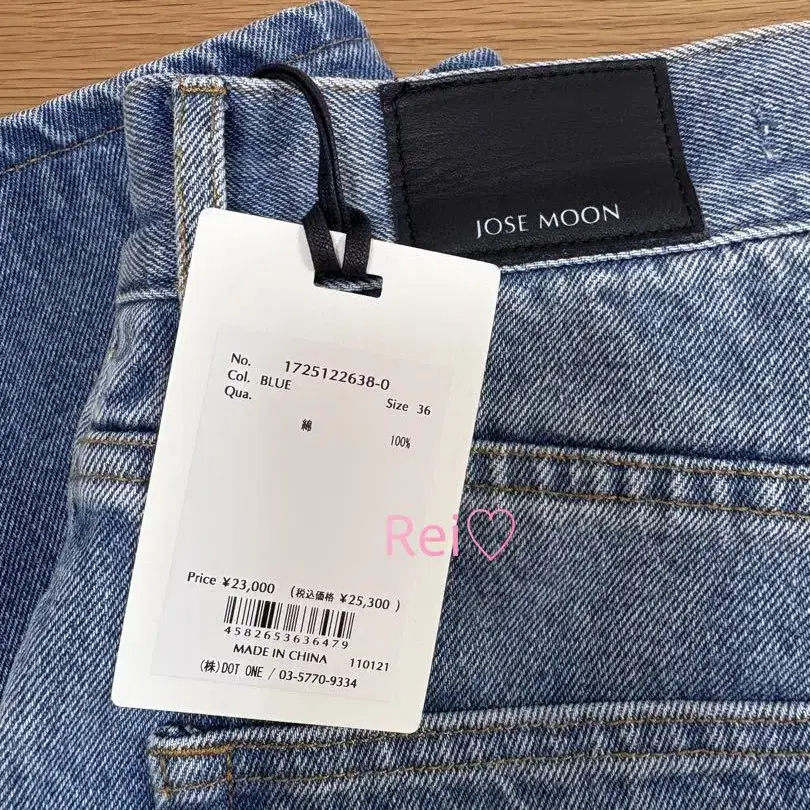 JOSE MOON
No. 1725122638-0
Col. BLUE
Size 36
Qua.
綿 100%
Rei♡
Price ¥23,000 (税込価格 ¥25,300 )
4582653636479
MADE IN CHINA 110121
(株)DOT ONE / 03-5770-9334